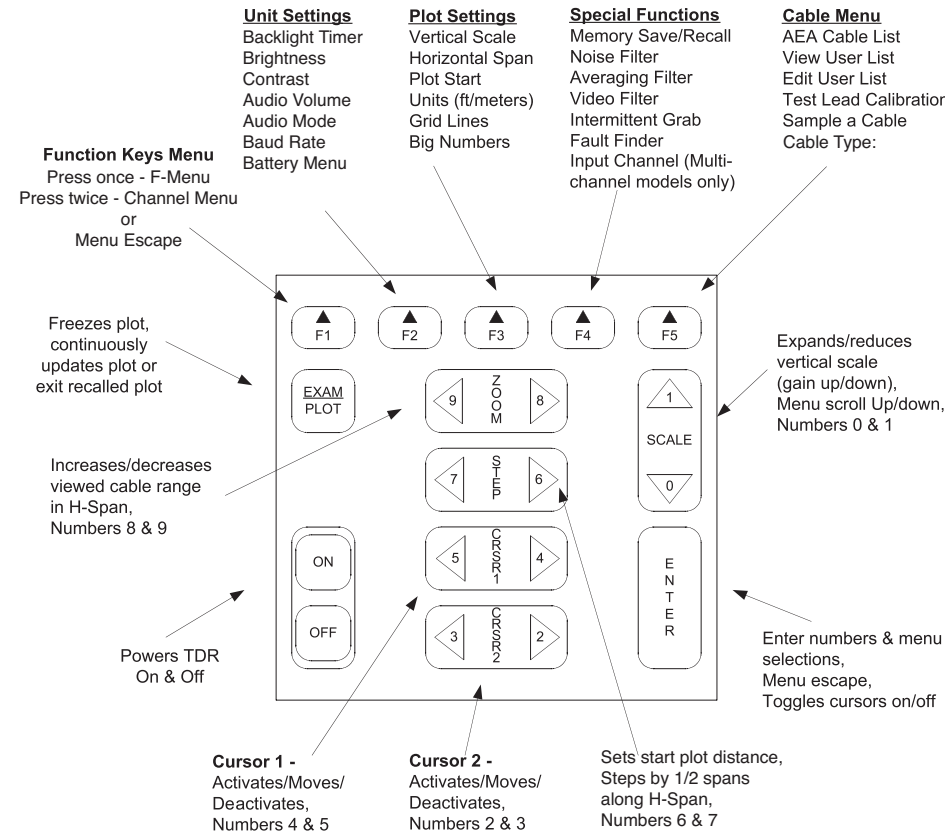 Unit Settings
Backlight Timer
Brightness
Contrast
Audio Volume
Audio Mode
Baud Rate
Battery Menu
Plot Settings
Vertical Scale
Horizontal Span
Plot Start
Units (ft/meters)
Grid Lines
Big Numbers
Special Functions
Memory Save/Recall
Noise Filter
Averaging Filter
Video Filter
Intermittent Grab
Fault Finder
Input Channel (Multi-
channel models only)
Cable Menu
AEA Cable List
View User List
Edit User List
Test Lead Calibration
Sample a Cable
Cable Type:
Function Keys Menu
Press once - F-Menu
Press twice - Channel Menu
or
Menu Escape
F1
F2
F3
F4
F5
Freezes plot,
continuously
updates plot or
exit recalled plot
EXAM
PLOT
9
ZOOM
8
1
SCALE
0
Expands/reduces
vertical scale
(gain up/down),
Menu scroll Up/down,
Numbers 0 & 1
Increases/decreases
viewed cable range
in H-Span,
Numbers 8 & 9
7
STEP
6
ON
OFF
5
CRSR1
4
3
CRSR2
2
ENTER
Powers TDR
On & Off
Enter numbers & menu
selections,
Menu escape,
Toggles cursors on/off
Cursor 1 -
Activates/Moves/
Deactivates,
Numbers 4 & 5
Cursor 2 -
Activates/Moves/
Deactivates,
Numbers 2 & 3
Sets start plot distance,
Steps by 1/2 spans
along H-Span,
Numbers 6 & 7